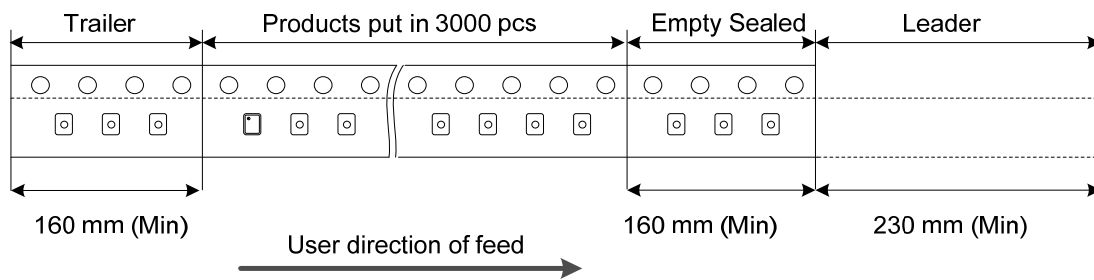 Trailer
Products put in 3000 pcs
Empty Sealed
Leader
160 mm (Min)
160 mm (Min)
230 mm (Min)
User direction of feed